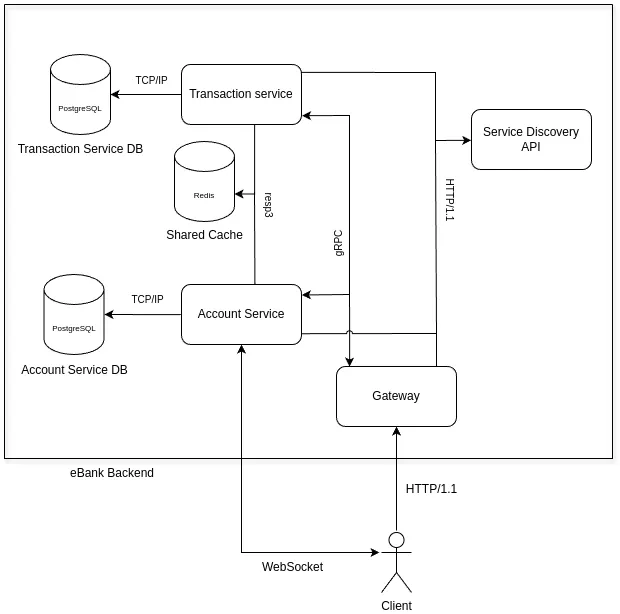 TCP/IP
Transaction service
PostgreSQL
Transaction Service DB
Service Discovery
API
Redis
resp3
HTTP/1.1
Shared Cache
gRPC
TCP/IP
Account Service
PostgreSQL
Account Service DB
Gateway
eBank Backend
HTTP/1.1
WebSocket
Client